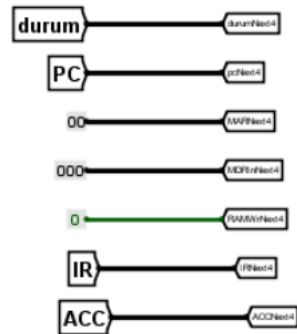 durum durumNext4
PC pcNext4
00 MARNext4
000 MDRInNext4
0 RAMWrNext4
IR IRNext4
ACC ACCNext4